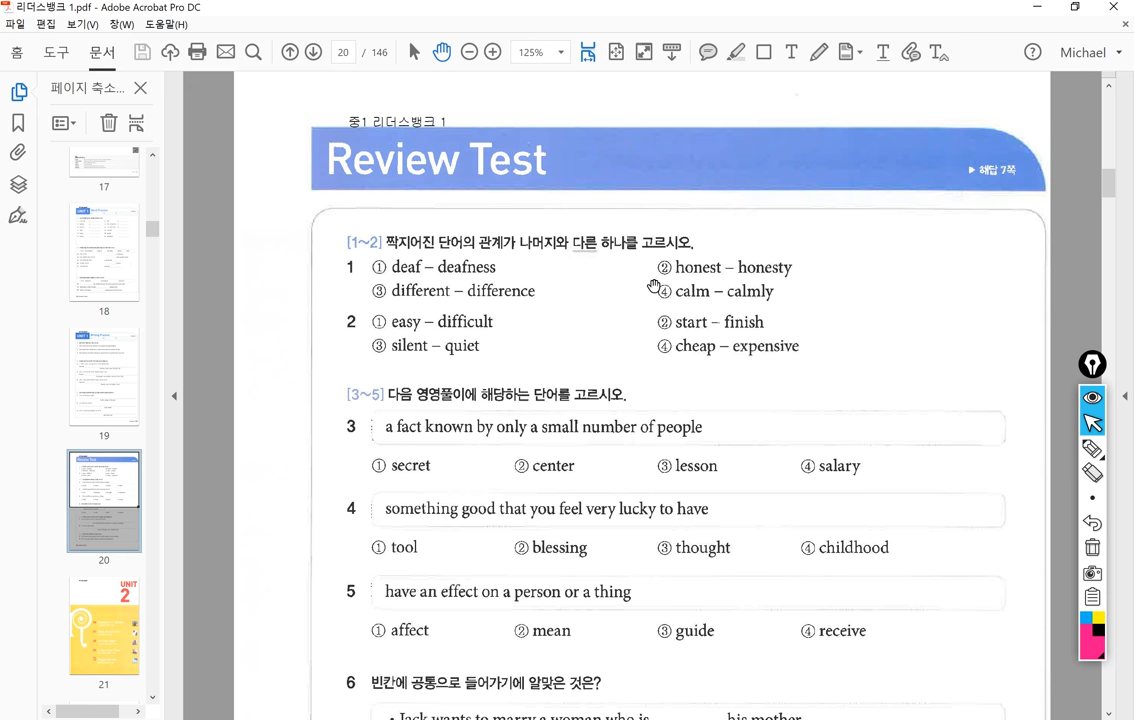 리더스뱅크 1.pdf - Adobe Acrobat Pro DC
파일 편집 보기(V) 창(W) 도움말(H)
홈 도구 문서 20 / 146 125% Michael
페이지 축소...
17
18
19
20
UNIT
2
21
중1 리더스뱅크 1
Review Test
▶ 해답 7쪽
[1~2] 짝지어진 단어의 관계가 나머지와 다른 하나를 고르시오.
1 ① deaf – deafness ② honest – honesty
③ different – difference ④ calm – calmly
2 ① easy – difficult ② start – finish
③ silent – quiet ④ cheap – expensive
[3~5] 다음 영영풀이에 해당하는 단어를 고르시오.
3 a fact known by only a small number of people
① secret ② center ③ lesson ④ salary
4 something good that you feel very lucky to have
① tool ② blessing ③ thought ④ childhood
5 have an effect on a person or a thing
① affect ② mean ③ guide ④ receive
6 빈칸에 공통으로 들어가기에 알맞은 것은?
• Jack wants to marry a woman who is ______ his mother